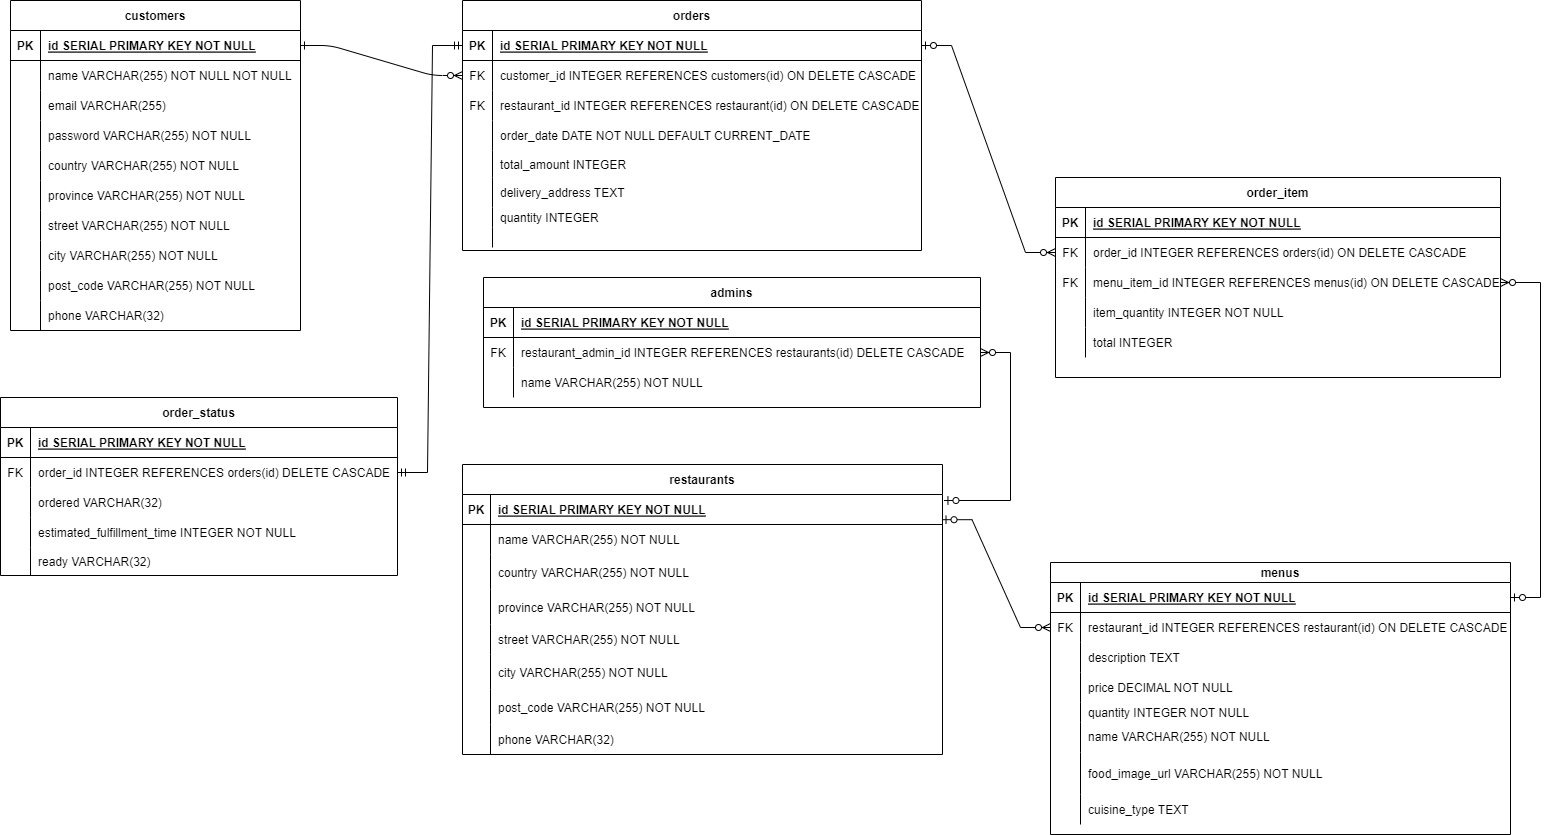 customers
PK id SERIAL PRIMARY KEY NOT NULL
name VARCHAR(255) NOT NULL NOT NULL
email VARCHAR(255)
password VARCHAR(255) NOT NULL
country VARCHAR(255) NOT NULL
province VARCHAR(255) NOT NULL
street VARCHAR(255) NOT NULL
city VARCHAR(255) NOT NULL
post_code VARCHAR(255) NOT NULL
phone VARCHAR(32)
orders
PK id SERIAL PRIMARY KEY NOT NULL
FK customer_id INTEGER REFERENCES customers(id) ON DELETE CASCADE
FK restaurant_id INTEGER REFERENCES restaurant(id) ON DELETE CASCADE
order_date DATE NOT NULL DEFAULT CURRENT_DATE
total_amount INTEGER
delivery_address TEXT
quantity INTEGER
order_item
PK id SERIAL PRIMARY KEY NOT NULL
FK order_id INTEGER REFERENCES orders(id) ON DELETE CASCADE
FK menu_item_id INTEGER REFERENCES menus(id) ON DELETE CASCADE
item_quantity INTEGER NOT NULL
total INTEGER
admins
PK id SERIAL PRIMARY KEY NOT NULL
FK restaurant_admin_id INTEGER REFERENCES restaurants(id) DELETE CASCADE
name VARCHAR(255) NOT NULL
order_status
PK id SERIAL PRIMARY KEY NOT NULL
FK order_id INTEGER REFERENCES orders(id) DELETE CASCADE
ordered VARCHAR(32)
estimated_fulfillment_time INTEGER NOT NULL
ready VARCHAR(32)
restaurants
PK id SERIAL PRIMARY KEY NOT NULL
name VARCHAR(255) NOT NULL
country VARCHAR(255) NOT NULL
province VARCHAR(255) NOT NULL
street VARCHAR(255) NOT NULL
city VARCHAR(255) NOT NULL
post_code VARCHAR(255) NOT NULL
phone VARCHAR(32)
menus
PK id SERIAL PRIMARY KEY NOT NULL
FK restaurant_id INTEGER REFERENCES restaurant(id) ON DELETE CASCADE
description TEXT
price DECIMAL NOT NULL
quantity INTEGER NOT NULL
name VARCHAR(255) NOT NULL
food_image_url VARCHAR(255) NOT NULL
cuisine_type TEXT